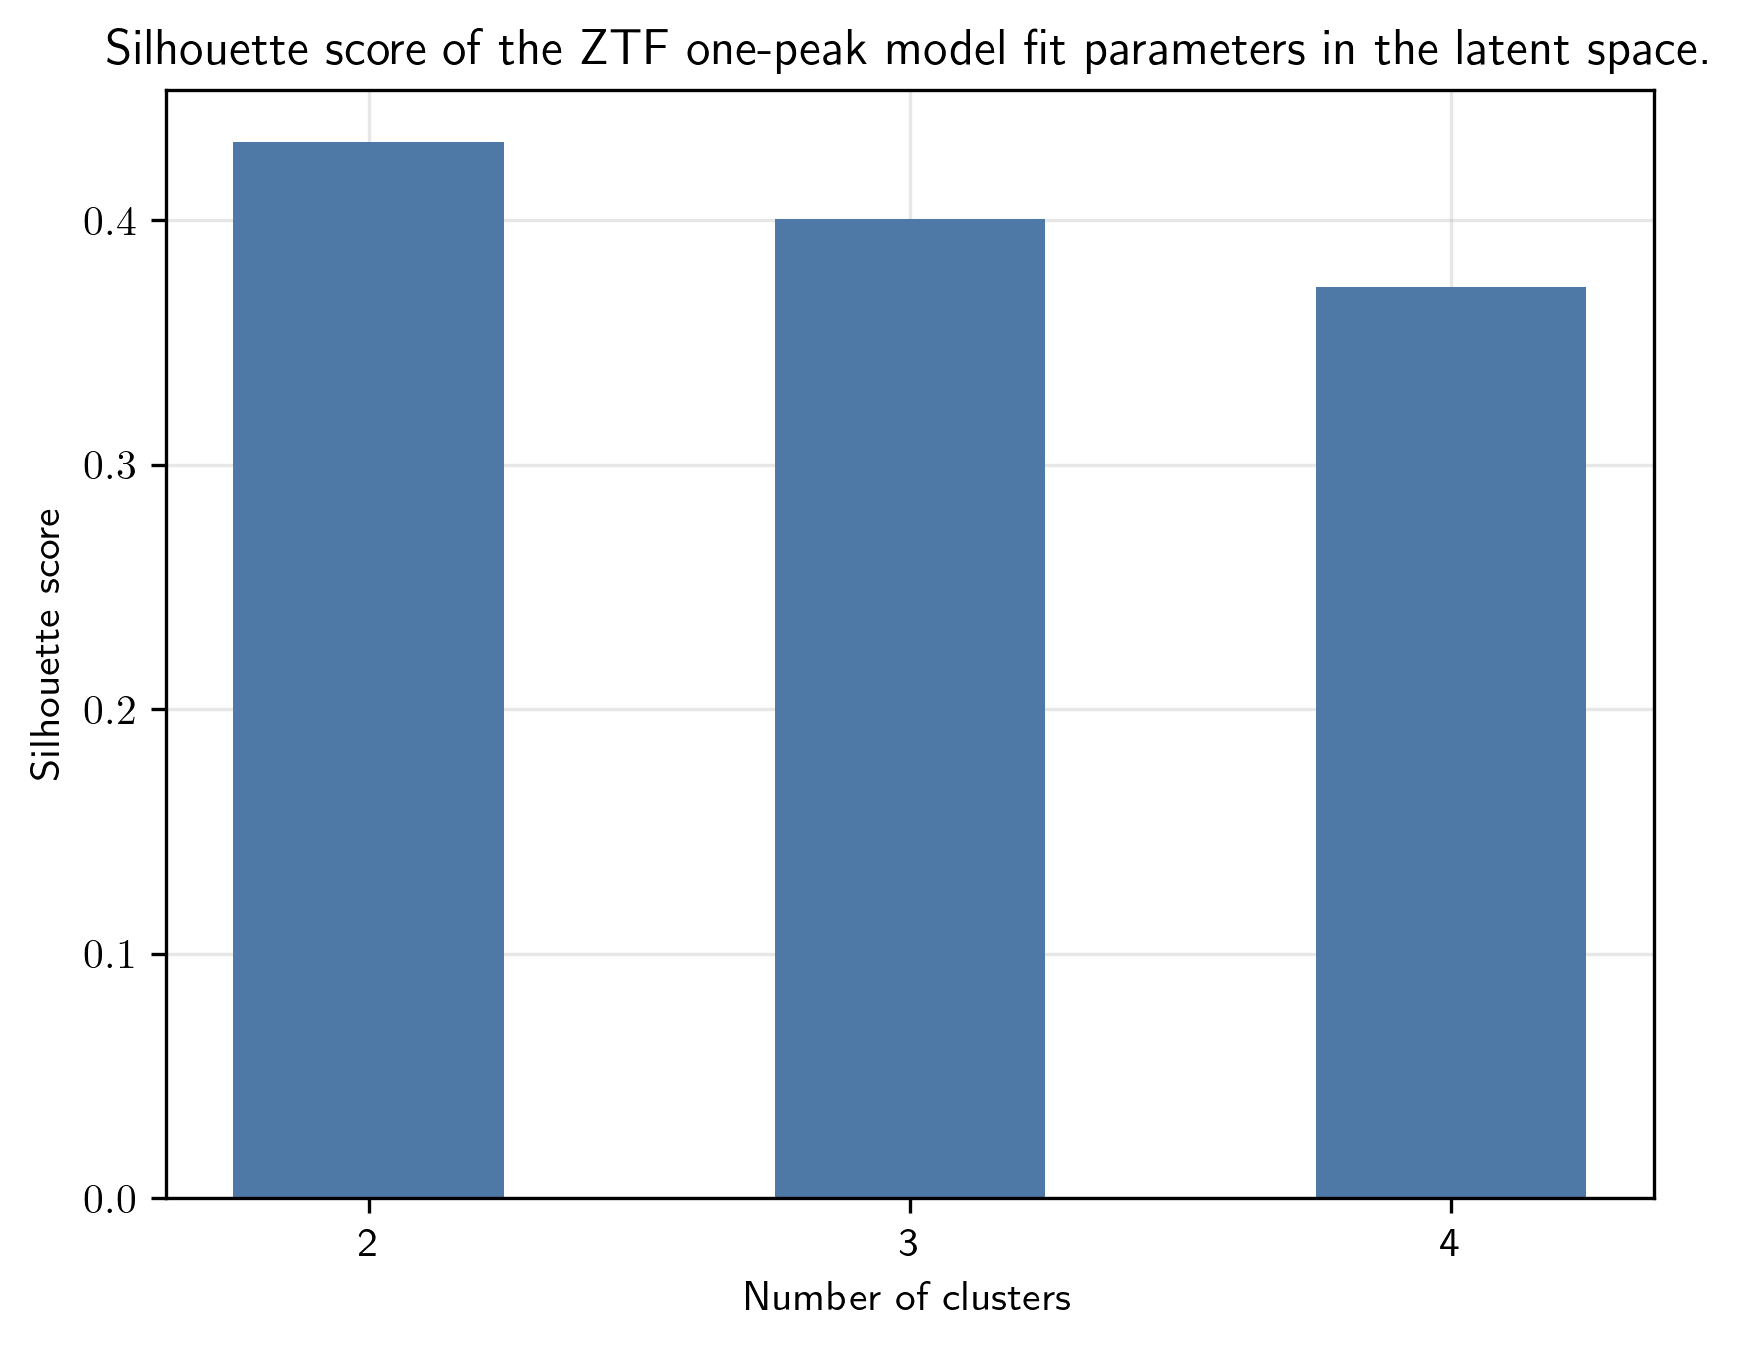 Silhouette score of the ZTF one-peak model fit parameters in the latent space.
Silhouette score
0.4
0.3
0.2
0.1
0.0
2 3 4
Number of clusters